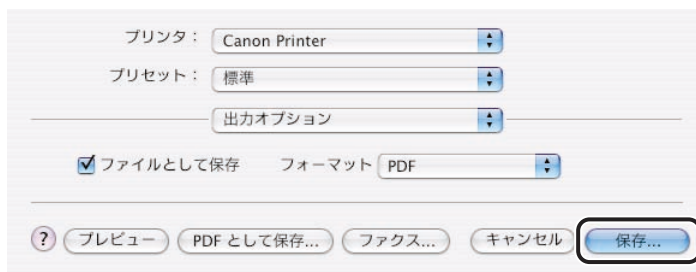 プリンタ： Canon Printer
プリセット： 標準
出力オプション
ファイルとして保存 フォーマット PDF
? プレビュー PDF として保存... ファクス... キャンセル 保存...